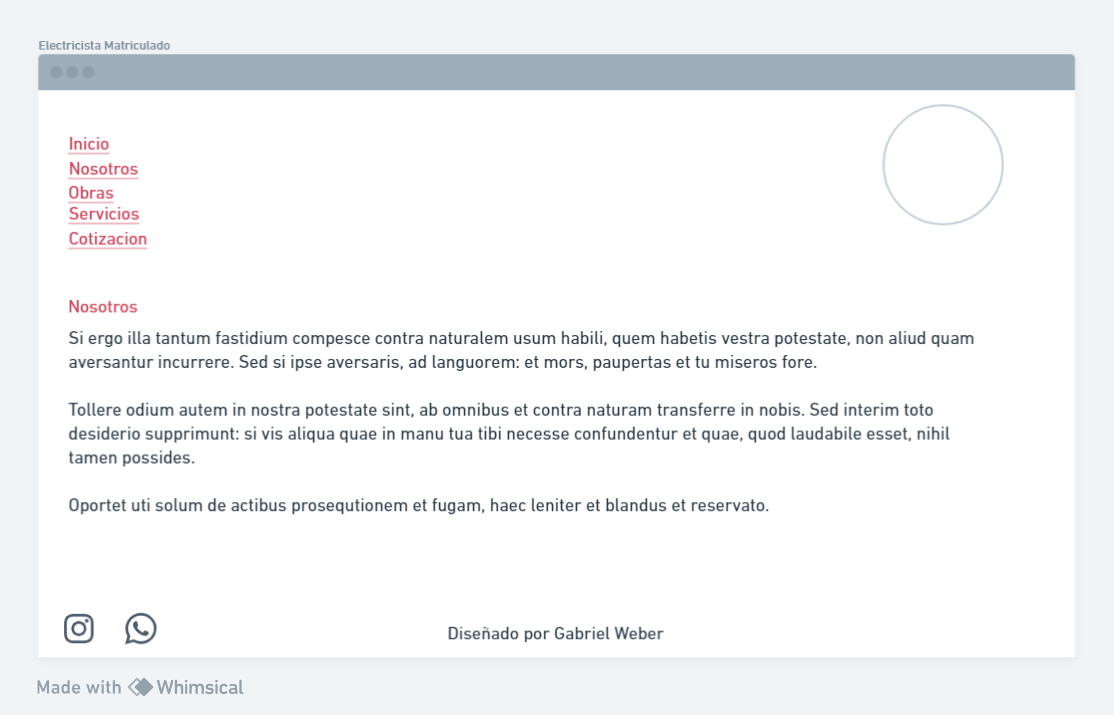 Electricista Matriculado
Inicio
Nosotros
Obras
Servicios
Cotizacion
Nosotros
Si ergo illa tantum fastidium compesce contra naturalem usum habili, quem habetis vestra potestate, non aliud quam
aversantur incurrere. Sed si ipse aversaris, ad languorem: et mors, paupertas et tu miseros fore.
Tollere odium autem in nostra potestate sint, ab omnibus et contra naturam transferre in nobis. Sed interim toto
desiderio supprimunt: si vis aliqua quae in manu tua tibi necesse confundentur et quae, quod laudabile esset, nihil
tamen possides.
Oportet uti solum de actibus prosequtionem et fugam, haec leniter et blandus et reservato.
Diseñado por Gabriel Weber
Made with Whimsical